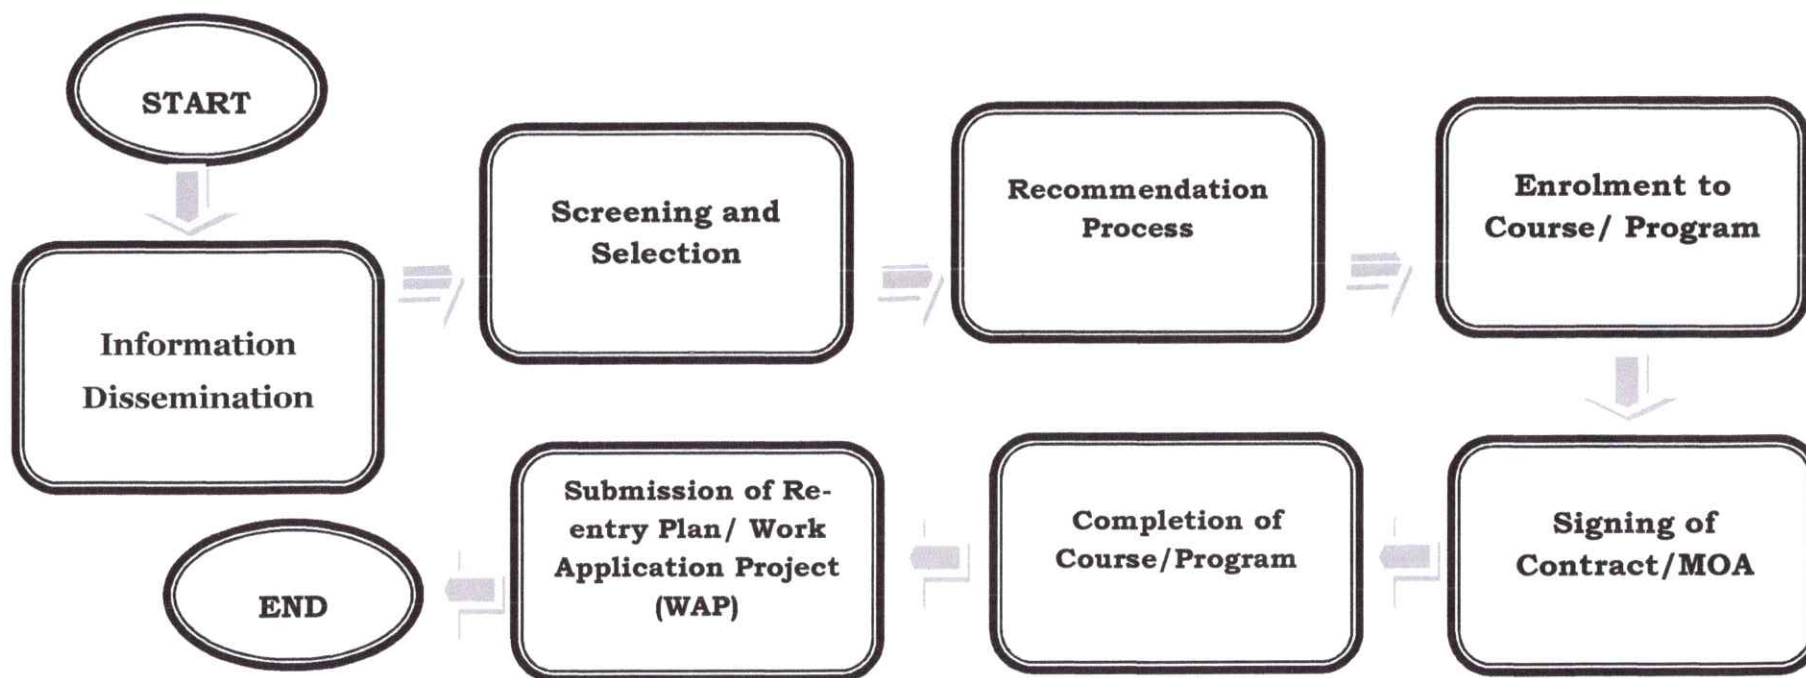 START
Information
Dissemination
Screening and
Selection
Recommendation
Process
Enrolment to
Course/ Program
Signing of
Contract/MOA
Completion of
Course/Program
Submission of Re-
entry Plan/ Work
Application Project
(WAP)
END